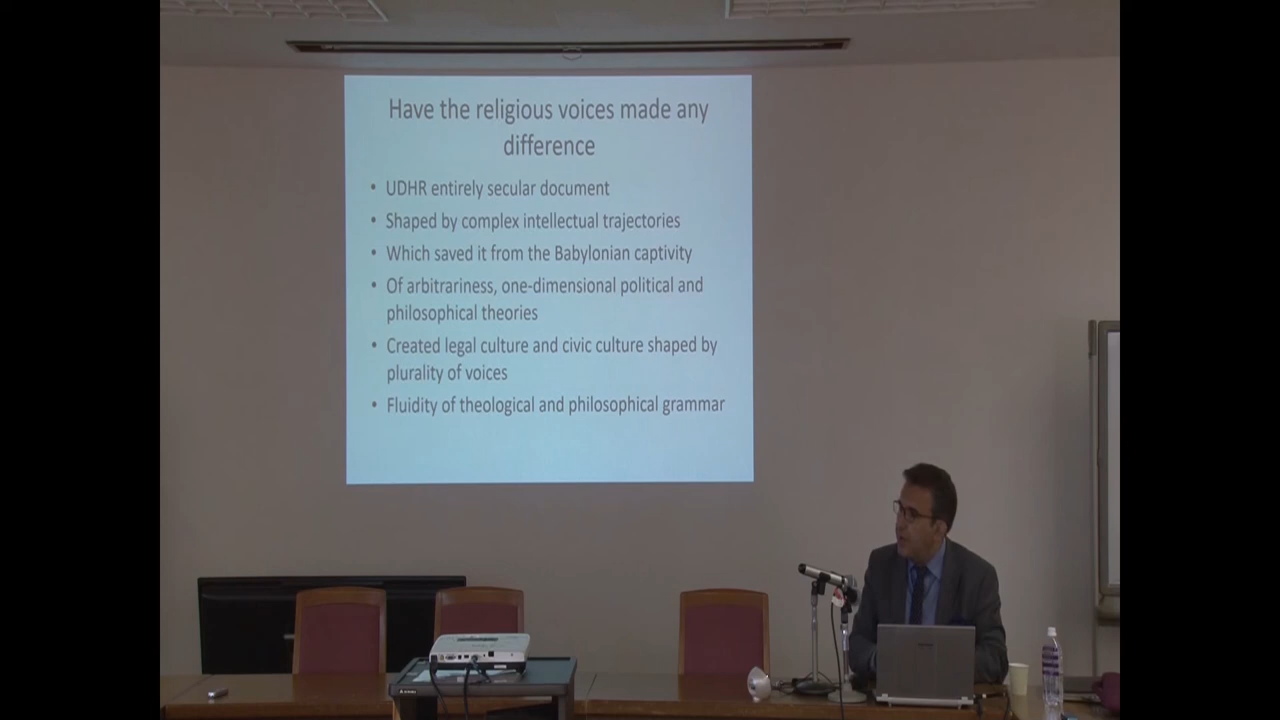 Have the religious voices made any
difference
• UDHR entirely secular document
• Shaped by complex intellectual trajectories
• Which saved it from the Babylonian captivity
• Of arbitrariness, one-dimensional political and
philosophical theories
• Created legal culture and civic culture shaped by
plurality of voices
• Fluidity of theological and philosophical grammar